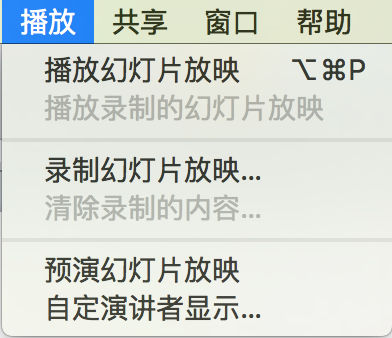 播放 共享 窗口 帮助
播放幻灯片放映 ⌥⌘P
播放录制的幻灯片放映
录制幻灯片放映...
清除录制的内容...
预演幻灯片放映
自定演讲者显示...